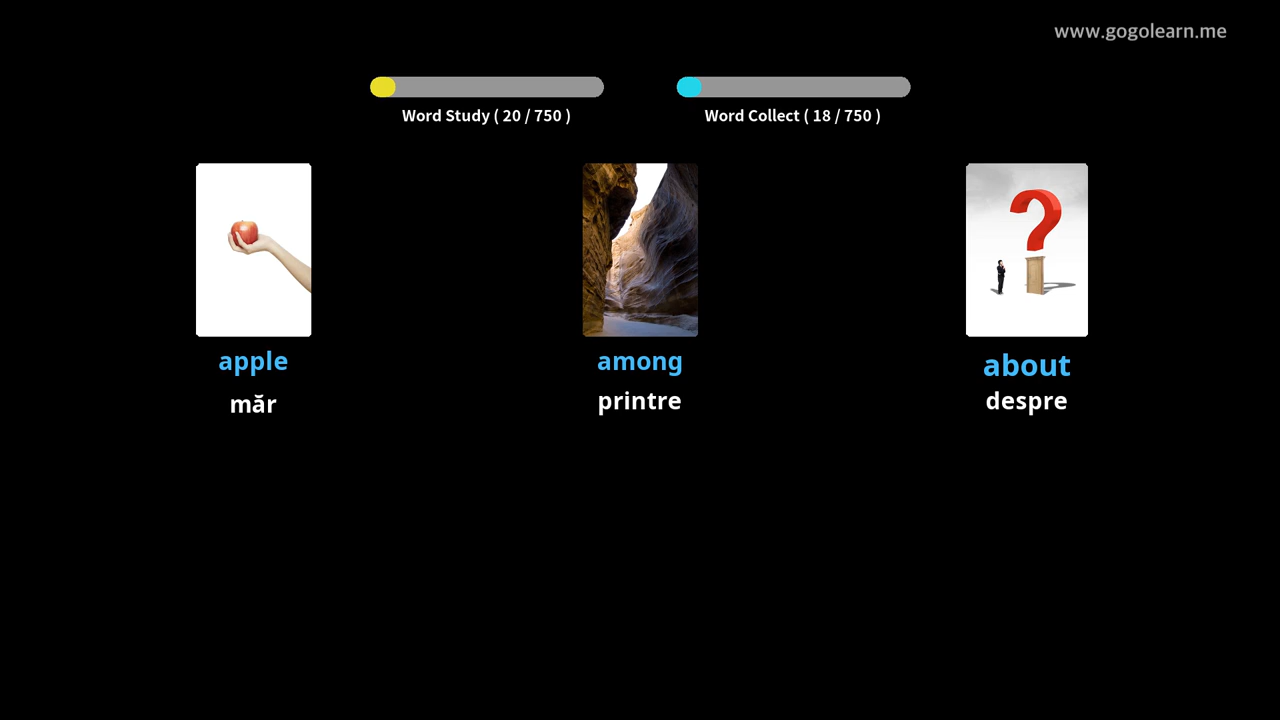 www.gogolearn.me
Word Study ( 20 / 750 )
Word Collect ( 18 / 750 )
apple
among
about
măr
printre
despre